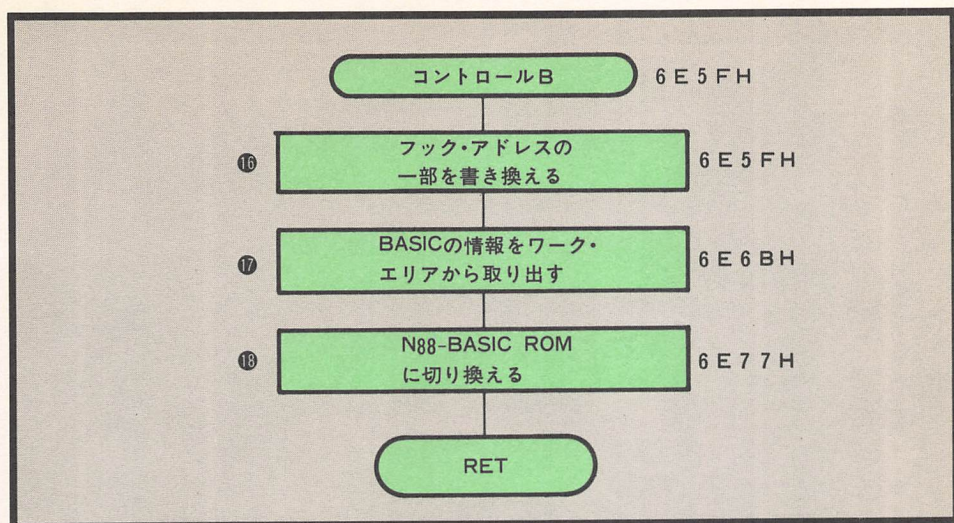 コントロールB 6E5FH
⓰ フック・アドレスの
一部を書き換える 6E5FH
⓱ BASICの情報をワーク・
エリアから取り出す 6E6BH
⓲ N88-BASIC ROM
に切り換える 6E77H
RET